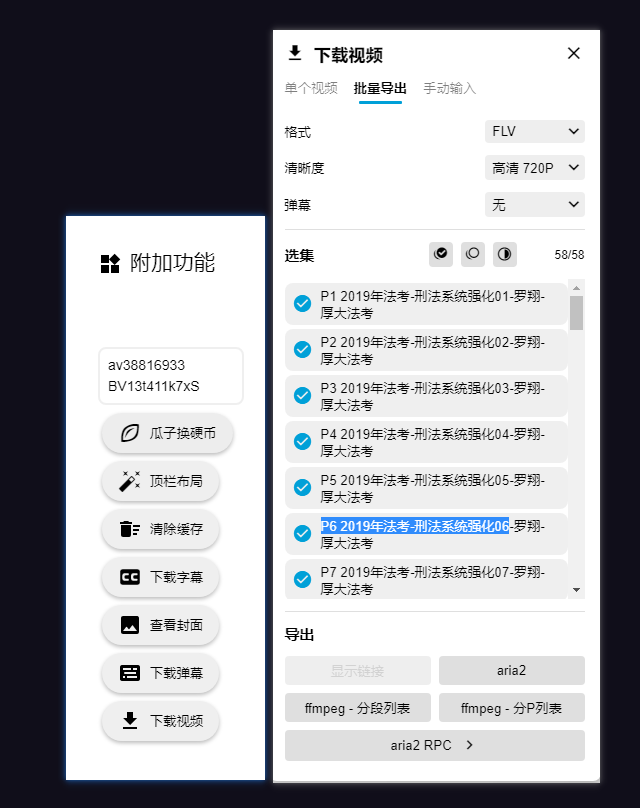 附加功能
av38816933
BV13t411k7xS
瓜子换硬币
顶栏布局
清除缓存
下载字幕
查看封面
下载弹幕
下载视频
下载视频
单个视频 批量导出 手动输入
格式 FLV
清晰度 高清 720P
弹幕 无
选集 58/58
P1 2019年法考-刑法系统强化01-罗翔-
厚大法考
P2 2019年法考-刑法系统强化02-罗翔-
厚大法考
P3 2019年法考-刑法系统强化03-罗翔-
厚大法考
P4 2019年法考-刑法系统强化04-罗翔-
厚大法考
P5 2019年法考-刑法系统强化05-罗翔-
厚大法考
P6 2019年法考-刑法系统强化06-罗翔-
厚大法考
P7 2019年法考-刑法系统强化07-罗翔-
厚大法考
导出
显示链接 aria2
ffmpeg - 分段列表 ffmpeg - 分P列表
aria2 RPC